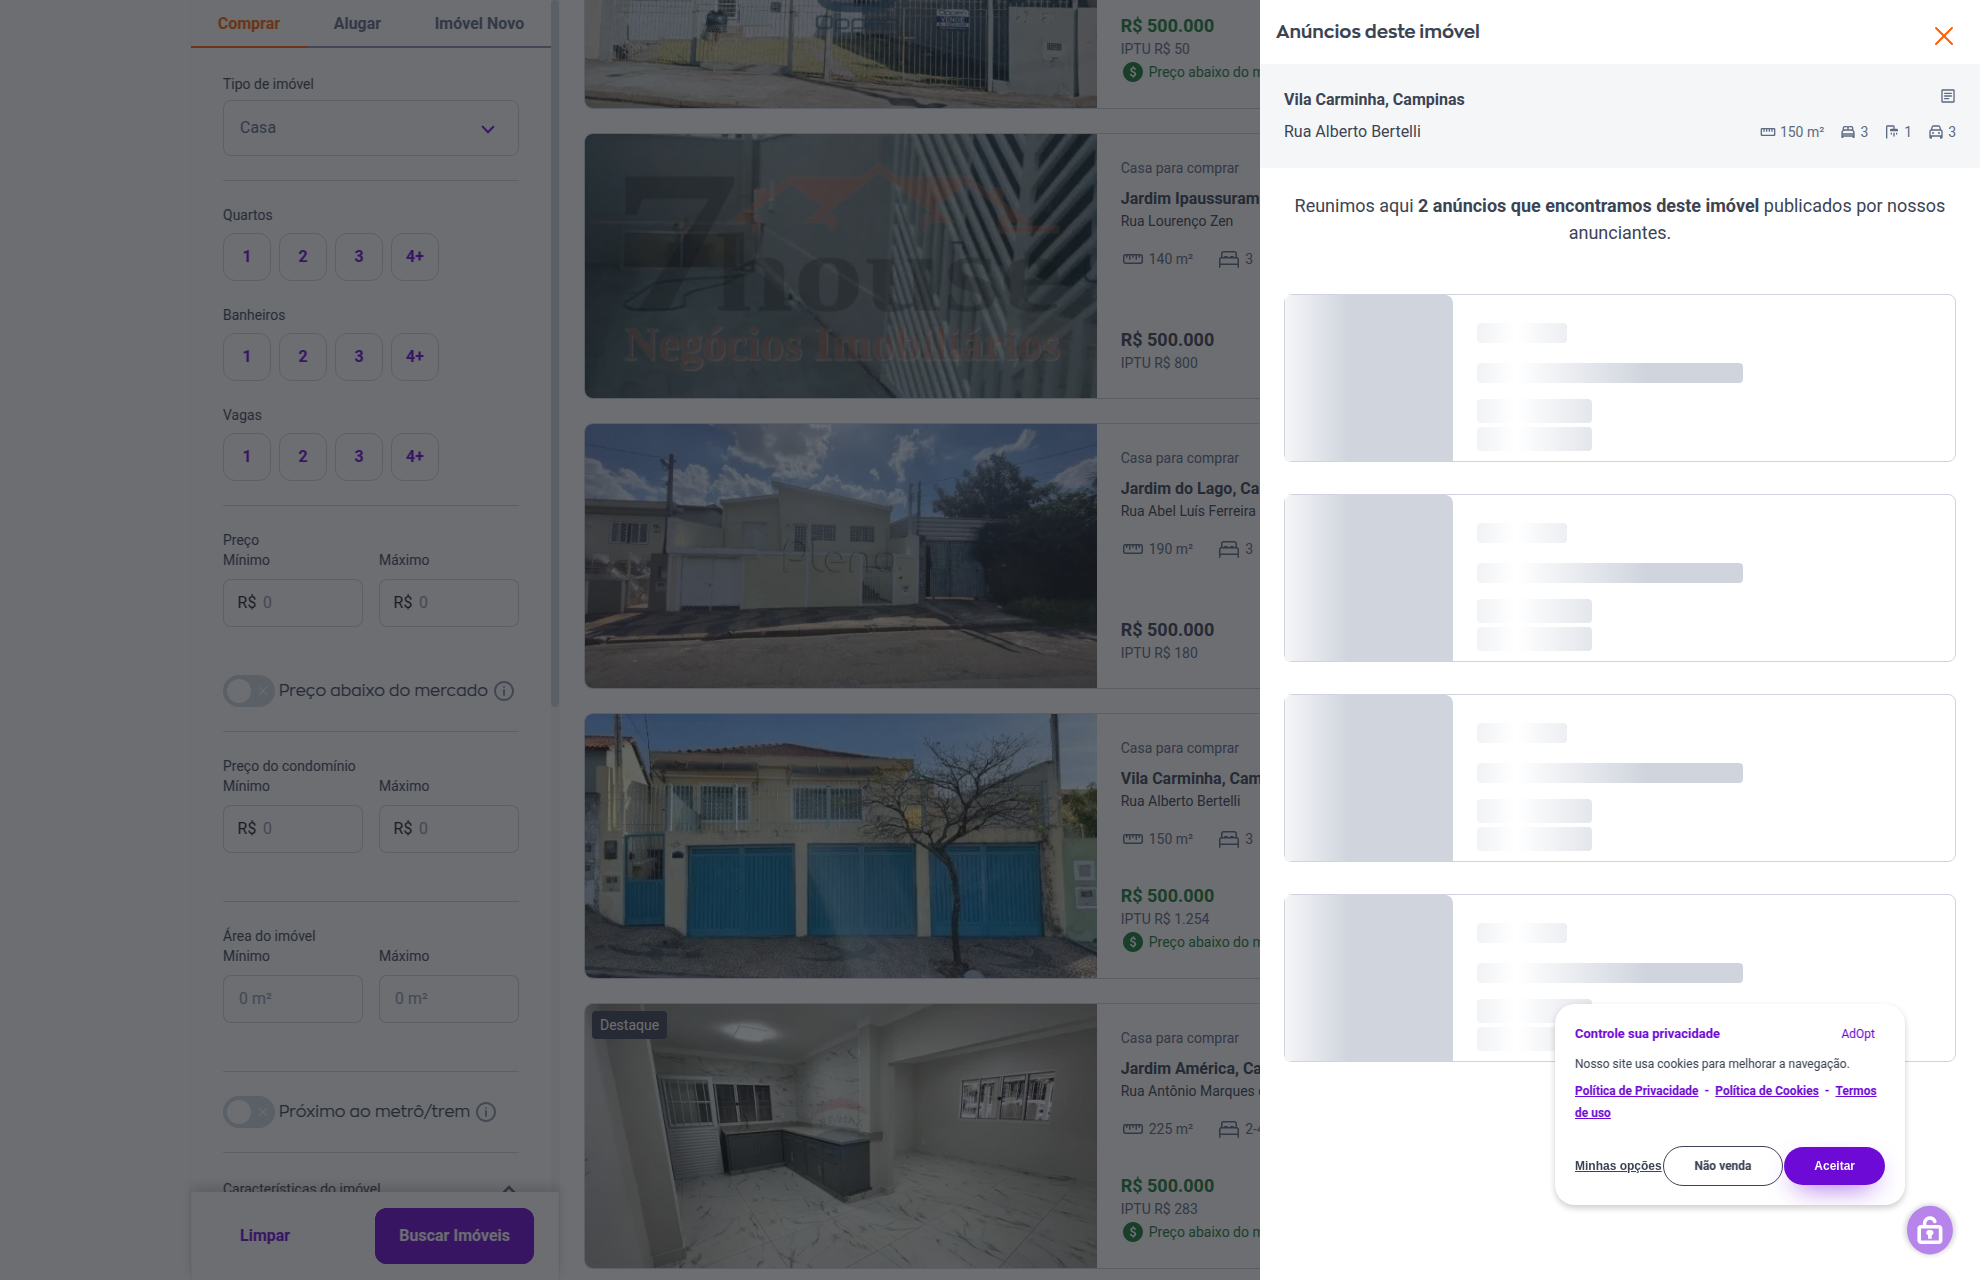 Comprar
Alugar
Imóvel Novo
Tipo de imóvel
Casa
Quartos
1
2
3
4+
Banheiros
1
2
3
4+
Vagas
1
2
3
4+
Preço
Mínimo
Máximo
R$ 0
R$ 0
Preço abaixo do mercado
Preço do condomínio
Mínimo
Máximo
R$ 0
R$ 0
Área do imóvel
Mínimo
Máximo
0 m²
0 m²
Próximo ao metrô/trem
Características do imóvel
Limpar
Buscar Imóveis
VENDE
R$ 500.000
IPTU R$ 50
Preço abaixo do m
7house
Negócios Imobiliários
Casa para comprar
Jardim Ipaussuram
Rua Lourenço Zen
140 m²
3
R$ 500.000
IPTU R$ 800
Pleno
Casa para comprar
Jardim do Lago, Ca
Rua Abel Luís Ferreira
190 m²
3
R$ 500.000
IPTU R$ 180
Casa para comprar
Vila Carminha, Cam
Rua Alberto Bertelli
150 m²
3
R$ 500.000
IPTU R$ 1.254
Preço abaixo do m
Destaque
RE/MAX
Casa para comprar
Jardim América, Ca
Rua Antônio Marques
225 m²
2-
R$ 500.000
IPTU R$ 283
Preço abaixo do m
Anúncios deste imóvel
Vila Carminha, Campinas
Rua Alberto Bertelli
150 m²
3
1
3
Reunimos aqui 2 anúncios que encontramos deste imóvel publicados por nossos
anunciantes.
Controle sua privacidade
AdOpt
Nosso site usa cookies para melhorar a navegação.
Política de Privacidade - Política de Cookies - Termos
de uso
Minhas opções
Não venda
Aceitar